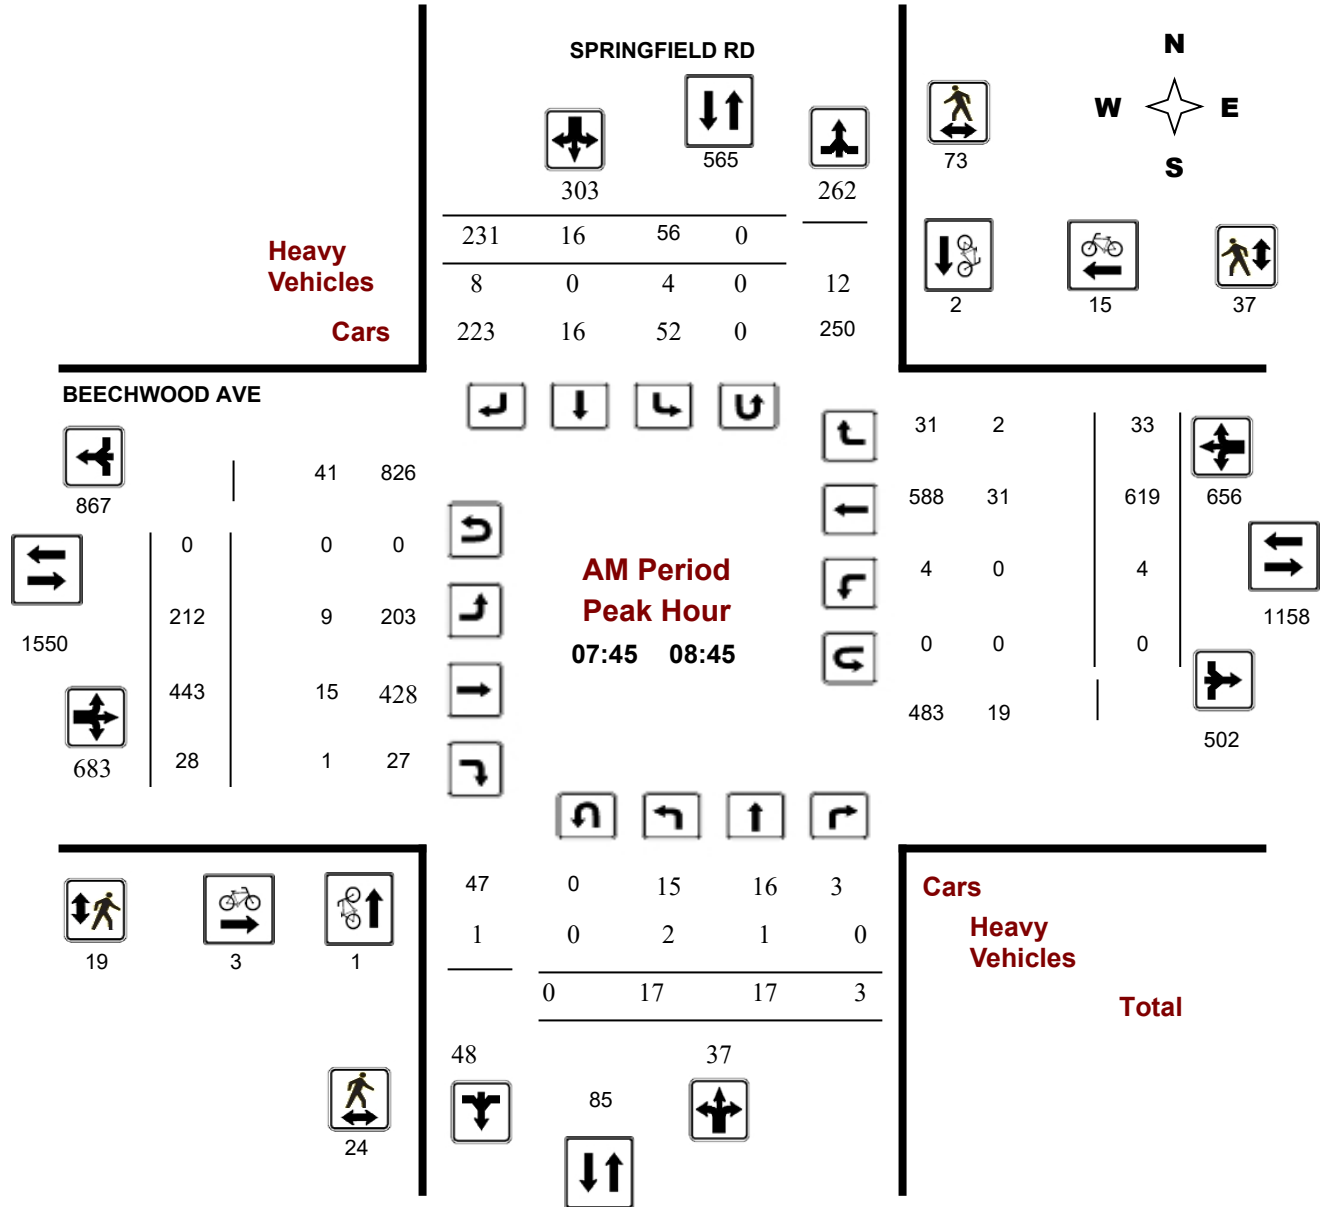 SPRINGFIELD RD
N
W E
S
565
73
303
262
231 16 56 0
Heavy
Vehicles
8 0 4 0 12
2 15 37
Cars
223 16 52 0 250
BEECHWOOD AVE
31 2 33
41 826
867
588 31 619 656
0 0 0
AM Period
4 0 4
Peak Hour
212 9 203
1158
1550
07:45 08:45
0 0 0
443 15 428
483 19
502
683
28 1 27
47 0 15 16 3
Cars
1 0 2 1 0
Heavy
Vehicles
19 3 1
0 17 17 3
Total
48 37
85
24